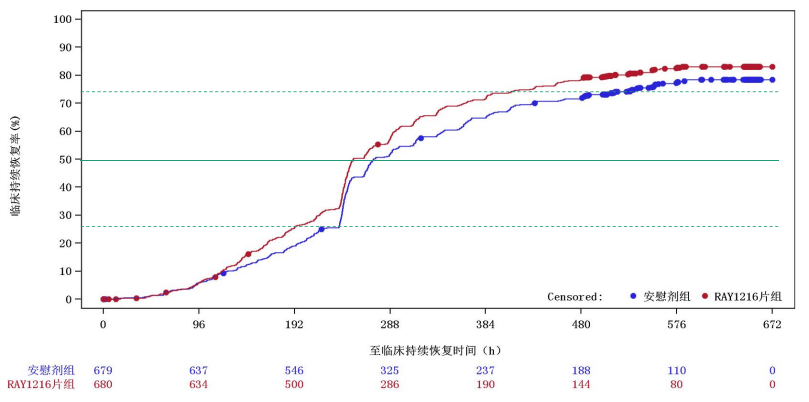 100
90
80
70
60
50
40
30
20
10
0
临床持续恢复率(%)
Censored: 安慰剂组 RAY1216片组
0 96 192 288 384 480 576 672
至临床持续恢复时间（h）
安慰剂组 679 637 546 325 237 188 110 0
RAY1216片组 680 634 500 286 190 144 80 0